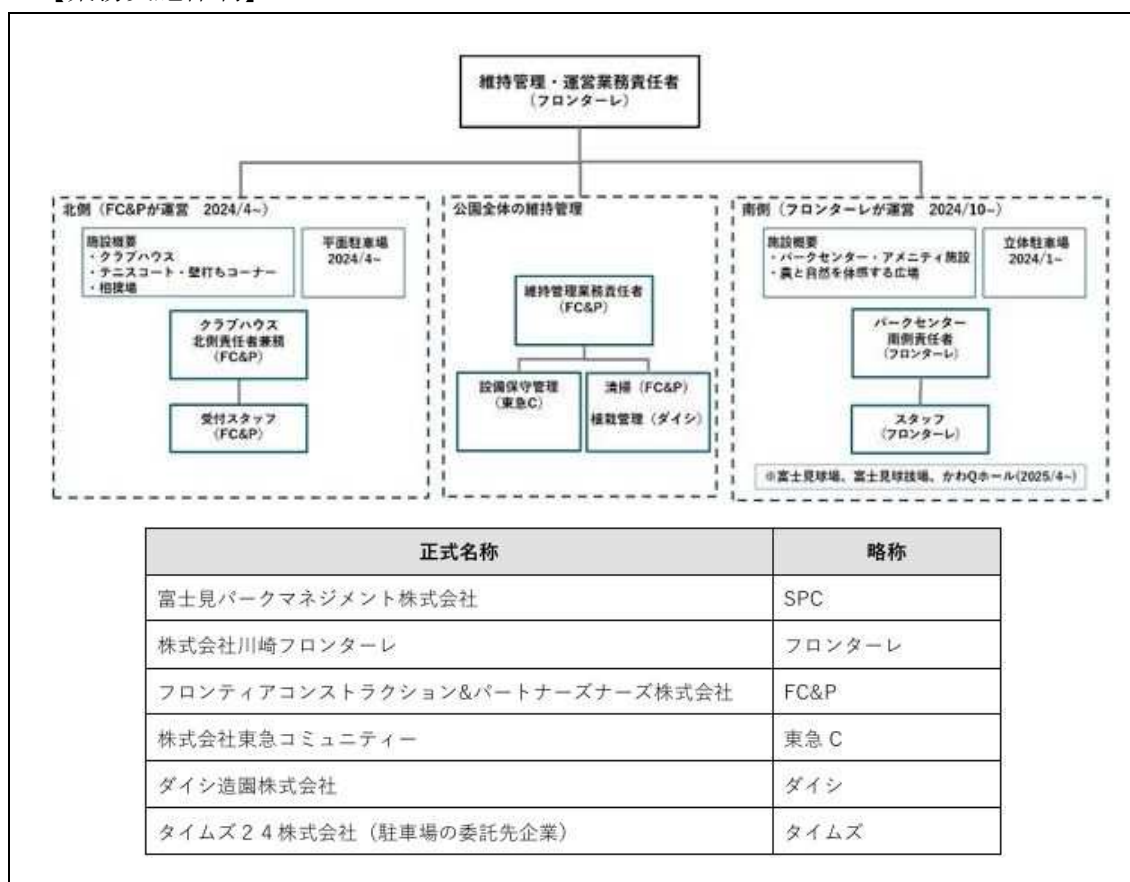 維持管理・運営業務責任者
(フロンターレ)
北側（FC&Pが運営　2024/4~）
施設概要
・クラブハウス
・テニスコート・壁打ちコーナー
・相撲場
平面駐車場
2024/4~
クラブハウス
北側責任者兼務
(FC&P)
受付スタッフ
(FC&P)
公園全体の維持管理
維持管理業務責任者
(FC&P)
設備保守管理
(東急C)
清掃（FC&P）
植栽管理（ダイシ）
南側（フロンターレが運営　2024/10~）
施設概要
・パークセンター・アメニティ施設
・農と自然を体感する広場
立体駐車場
2024/1~
パークセンター
南側責任者
(フロンターレ)
スタッフ
(フロンターレ)
※富士見球場、富士見球技場、かわQホール(2025/4~)
正式名称　略称
富士見パークマネジメント株式会社　SPC
株式会社川崎フロンターレ　フロンターレ
フロンティアコンストラクション&パートナーズナーズ株式会社　FC&P
株式会社東急コミュニティー　東急 C
ダイシ造園株式会社　ダイシ
タイムズ２４株式会社（駐車場の委託先企業）　タイムズ